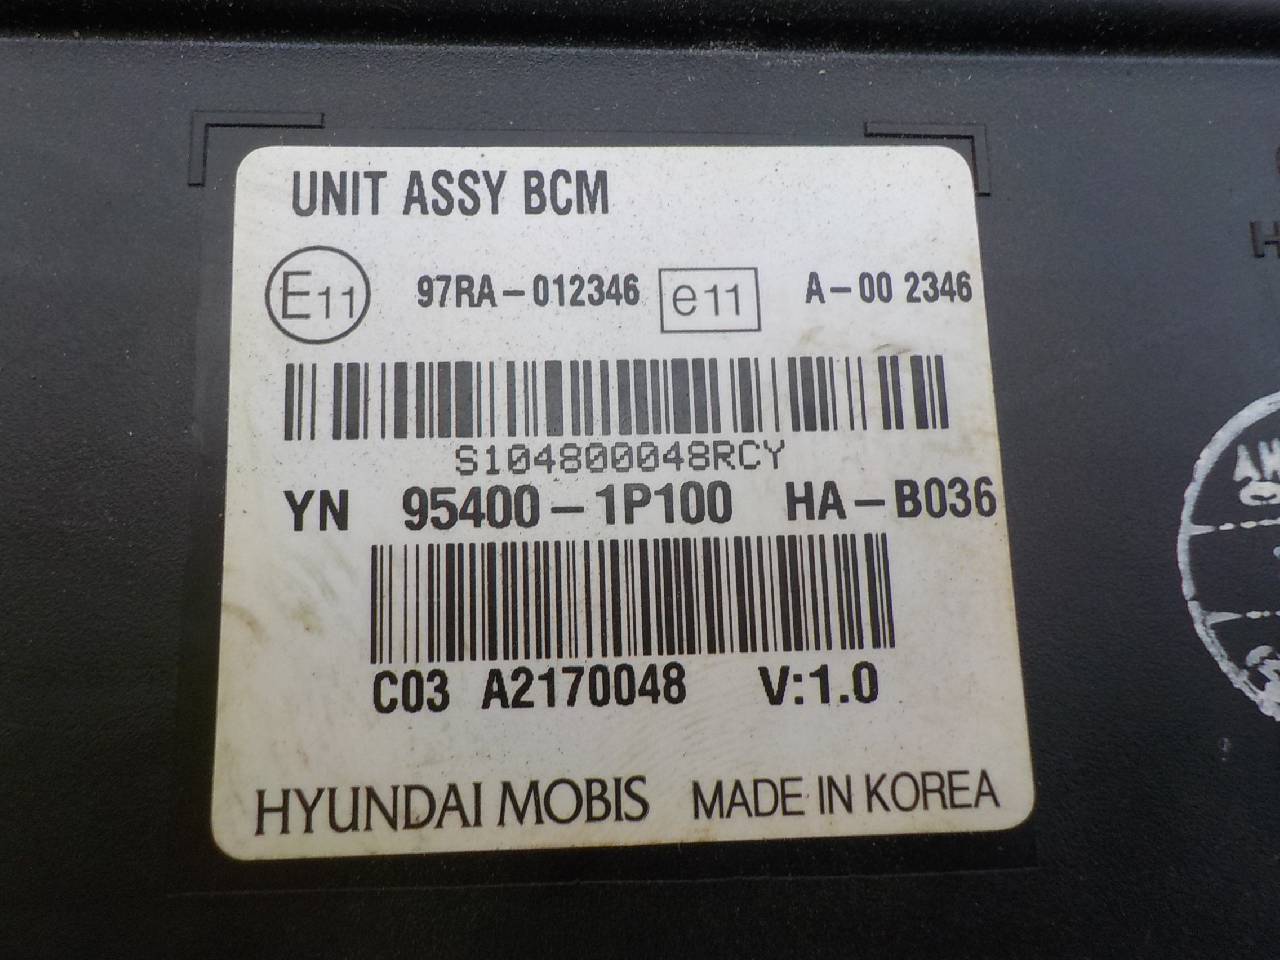 UNIT ASSY BCM
E11 97RA-012346 e11 A-00 2346
S104800048RCY
YN 95400-1P100 HA-B036
C03 A2170048 V:1.0
HYUNDAI MOBIS MADE IN KOREA